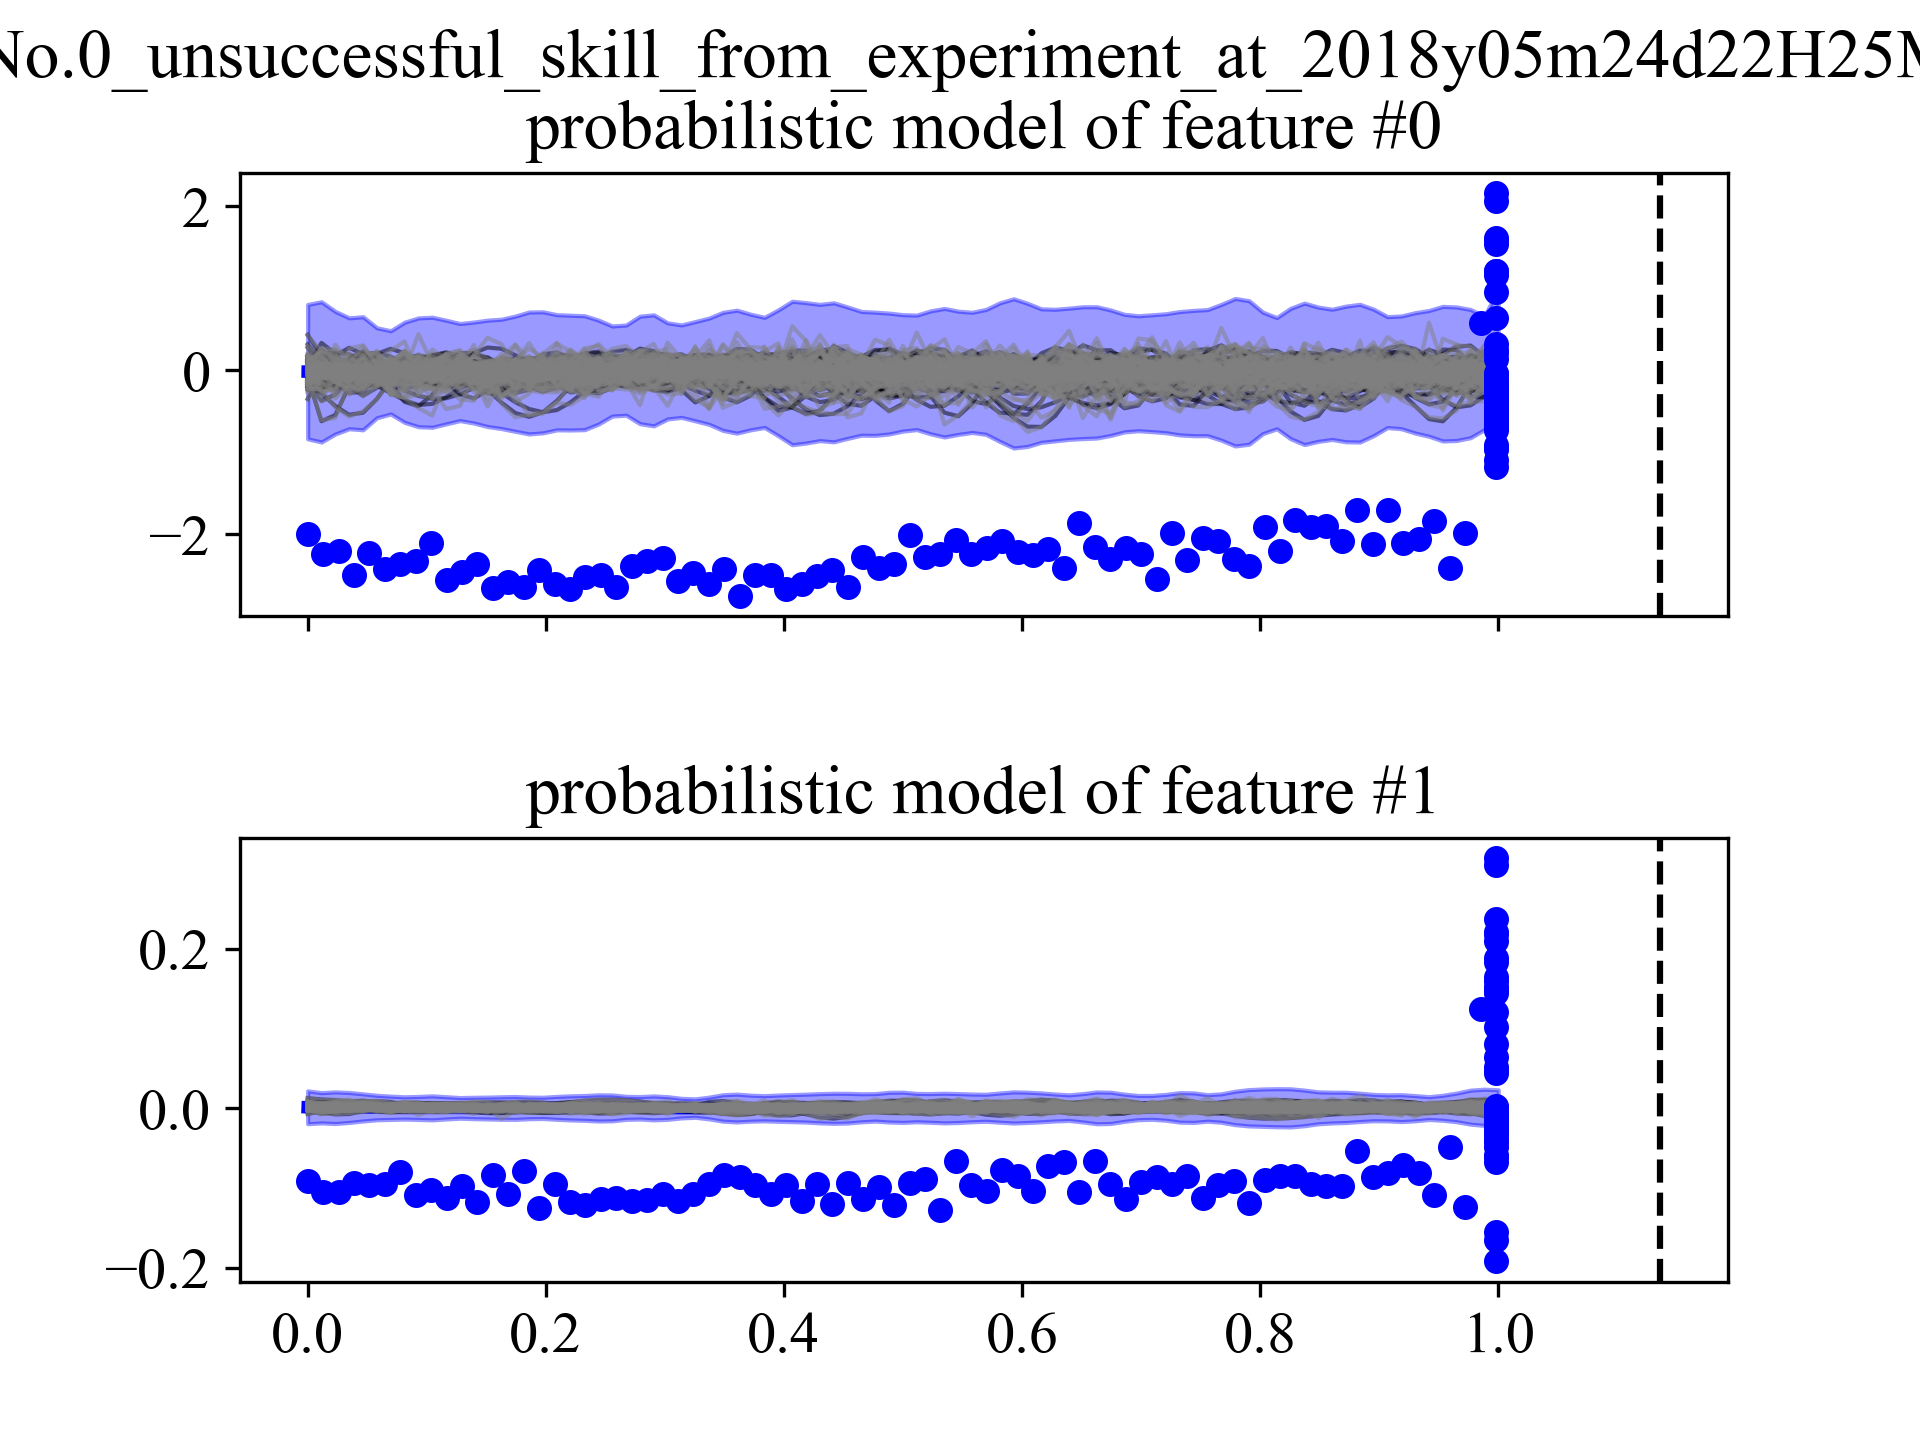 No.0_unsuccessful_skill_from_experiment_at_2018y05m24d22H25M
probabilistic model of feature #0
2
0
−2
probabilistic model of feature #1
0.2
0.0
−0.2
0.0 0.2 0.4 0.6 0.8 1.0